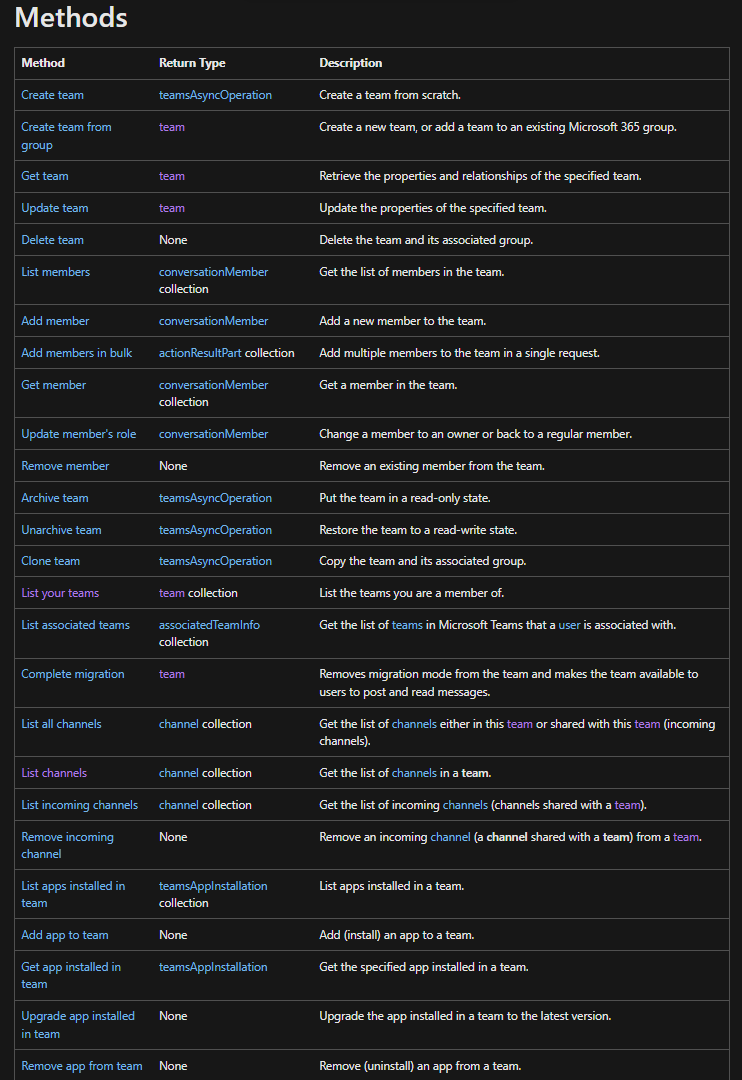 Methods
Method Return Type Description
Create team teamsAsyncOperation Create a team from scratch.
Create team from team Create a new team, or add a team to an existing Microsoft 365 group.
group
Get team team Retrieve the properties and relationships of the specified team.
Update team team Update the properties of the specified team.
Delete team None Delete the team and its associated group.
List members conversationMember Get the list of members in the team.
collection
Add member conversationMember Add a new member to the team.
Add members in bulk actionResultPart collection Add multiple members to the team in a single request.
Get member conversationMember Get a member in the team.
collection
Update member's role conversationMember Change a member to an owner or back to a regular member.
Remove member None Remove an existing member from the team.
Archive team teamsAsyncOperation Put the team in a read-only state.
Unarchive team teamsAsyncOperation Restore the team to a read-write state.
Clone team teamsAsyncOperation Copy the team and its associated group.
List your teams team collection List the teams you are a member of.
List associated teams associatedTeamInfo Get the list of teams in Microsoft Teams that a user is associated with.
collection
Complete migration team Removes migration mode from the team and makes the team available to
users to post and read messages.
List all channels channel collection Get the list of channels either in this team or shared with this team (incoming
channels).
List channels channel collection Get the list of channels in a team.
List incoming channels channel collection Get the list of incoming channels (channels shared with a team).
Remove incoming None Remove an incoming channel (a channel shared with a team) from a team.
channel
List apps installed in teamsAppInstallation List apps installed in a team.
team collection
Add app to team None Add (install) an app to a team.
Get app installed in teamsAppInstallation Get the specified app installed in a team.
team
Upgrade app installed None Upgrade the app installed in a team to the latest version.
in team
Remove app from team None Remove (uninstall) an app from a team.